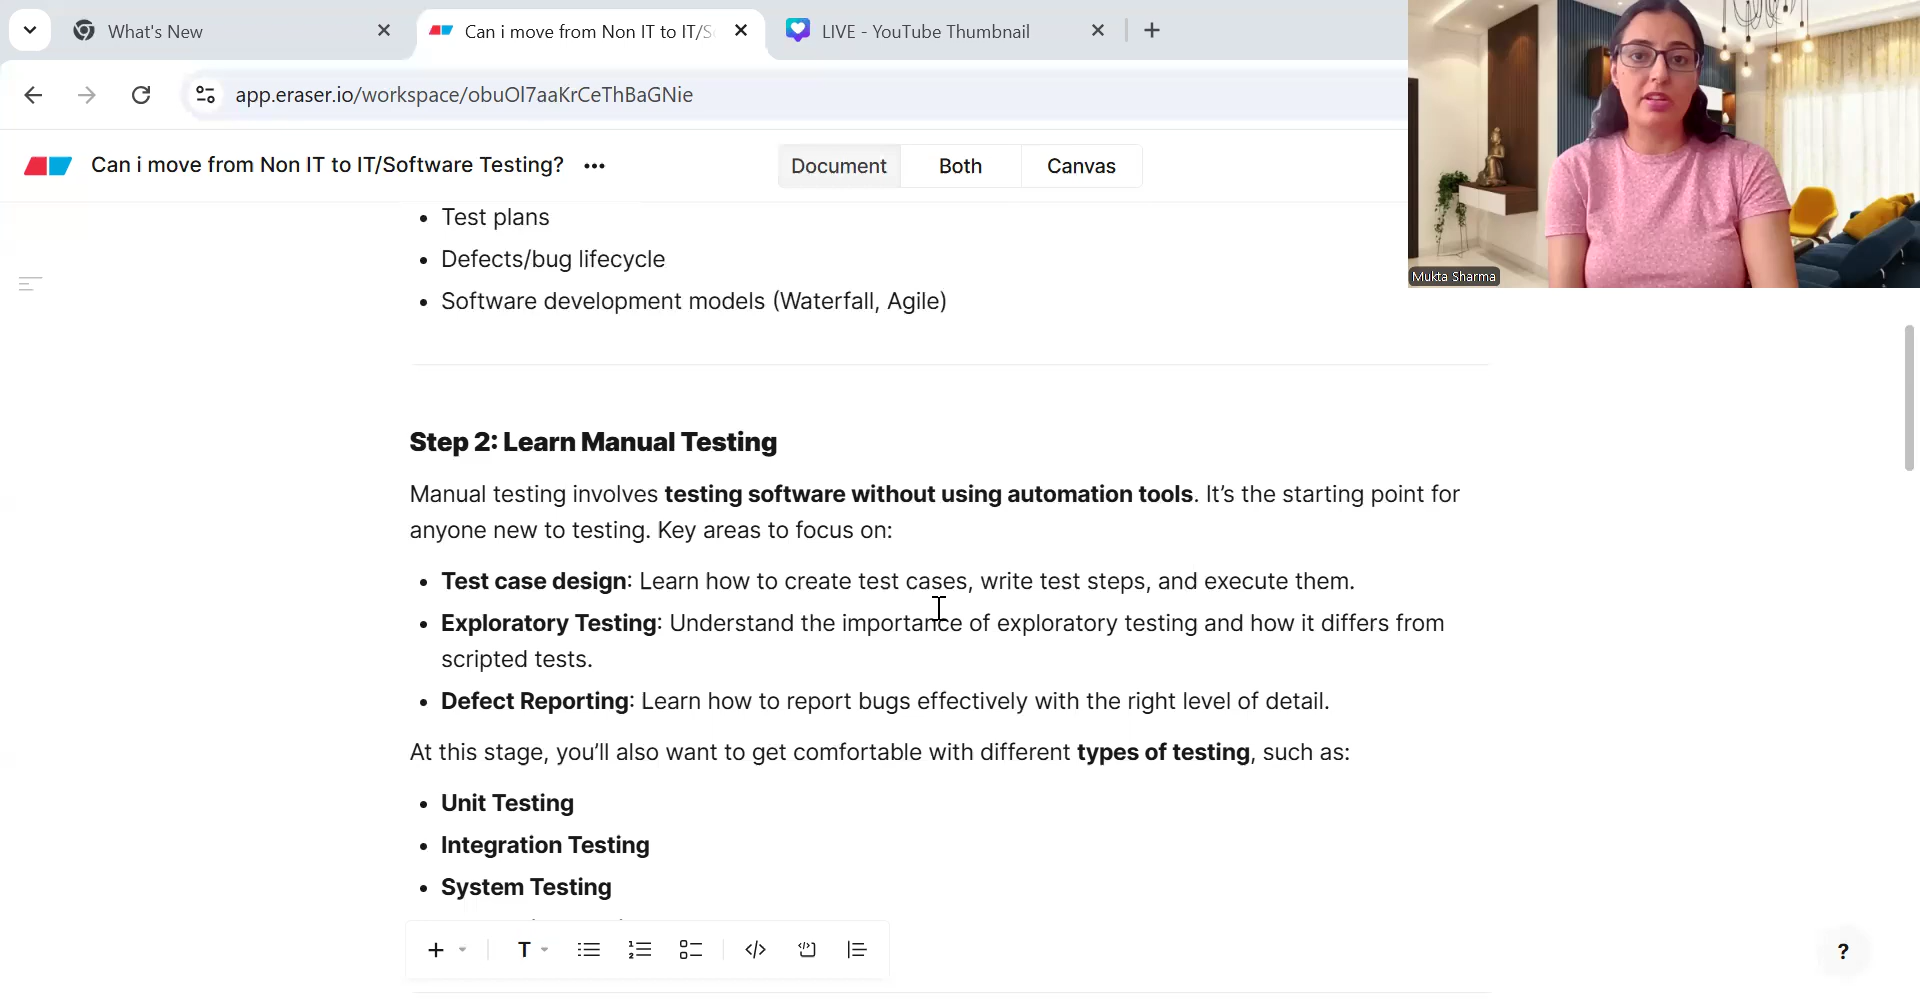 What's New
Can i move from Non IT to IT/S
LIVE - YouTube Thumbnail
app.eraser.io/workspace/obuOl7aaKrCeThBaGNie
Can i move from Non IT to IT/Software Testing?
Document
Both
Canvas
Mukta Sharma
• Test plans
• Defects/bug lifecycle
• Software development models (Waterfall, Agile)
Step 2: Learn Manual Testing
Manual testing involves testing software without using automation tools. It’s the starting point for
anyone new to testing. Key areas to focus on:
• Test case design: Learn how to create test cases, write test steps, and execute them.
• Exploratory Testing: Understand the importance of exploratory testing and how it differs from
scripted tests.
• Defect Reporting: Learn how to report bugs effectively with the right level of detail.
At this stage, you’ll also want to get comfortable with different types of testing, such as:
• Unit Testing
• Integration Testing
• System Testing
T
?